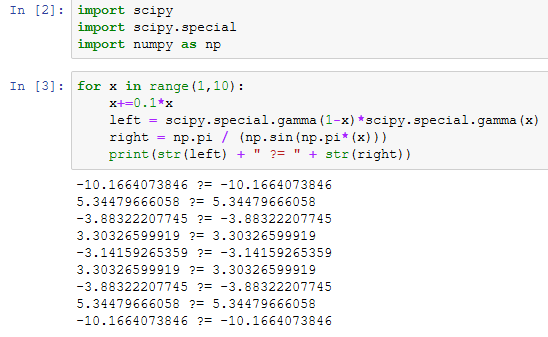 In [2]: import scipy
import scipy.special
import numpy as np
In [3]: for x in range(1,10):
x+=0.1*x
left = scipy.special.gamma(1-x)*scipy.special.gamma(x)
right = np.pi / (np.sin(np.pi*(x)))
print(str(left) + " ?= " + str(right))
-10.1664073846 ?= -10.1664073846
5.34479666058 ?= 5.34479666058
-3.88322207745 ?= -3.88322207745
3.30326599919 ?= 3.30326599919
-3.14159265359 ?= -3.14159265359
3.30326599919 ?= 3.30326599919
-3.88322207745 ?= -3.88322207745
5.34479666058 ?= 5.34479666058
-10.1664073846 ?= -10.1664073846